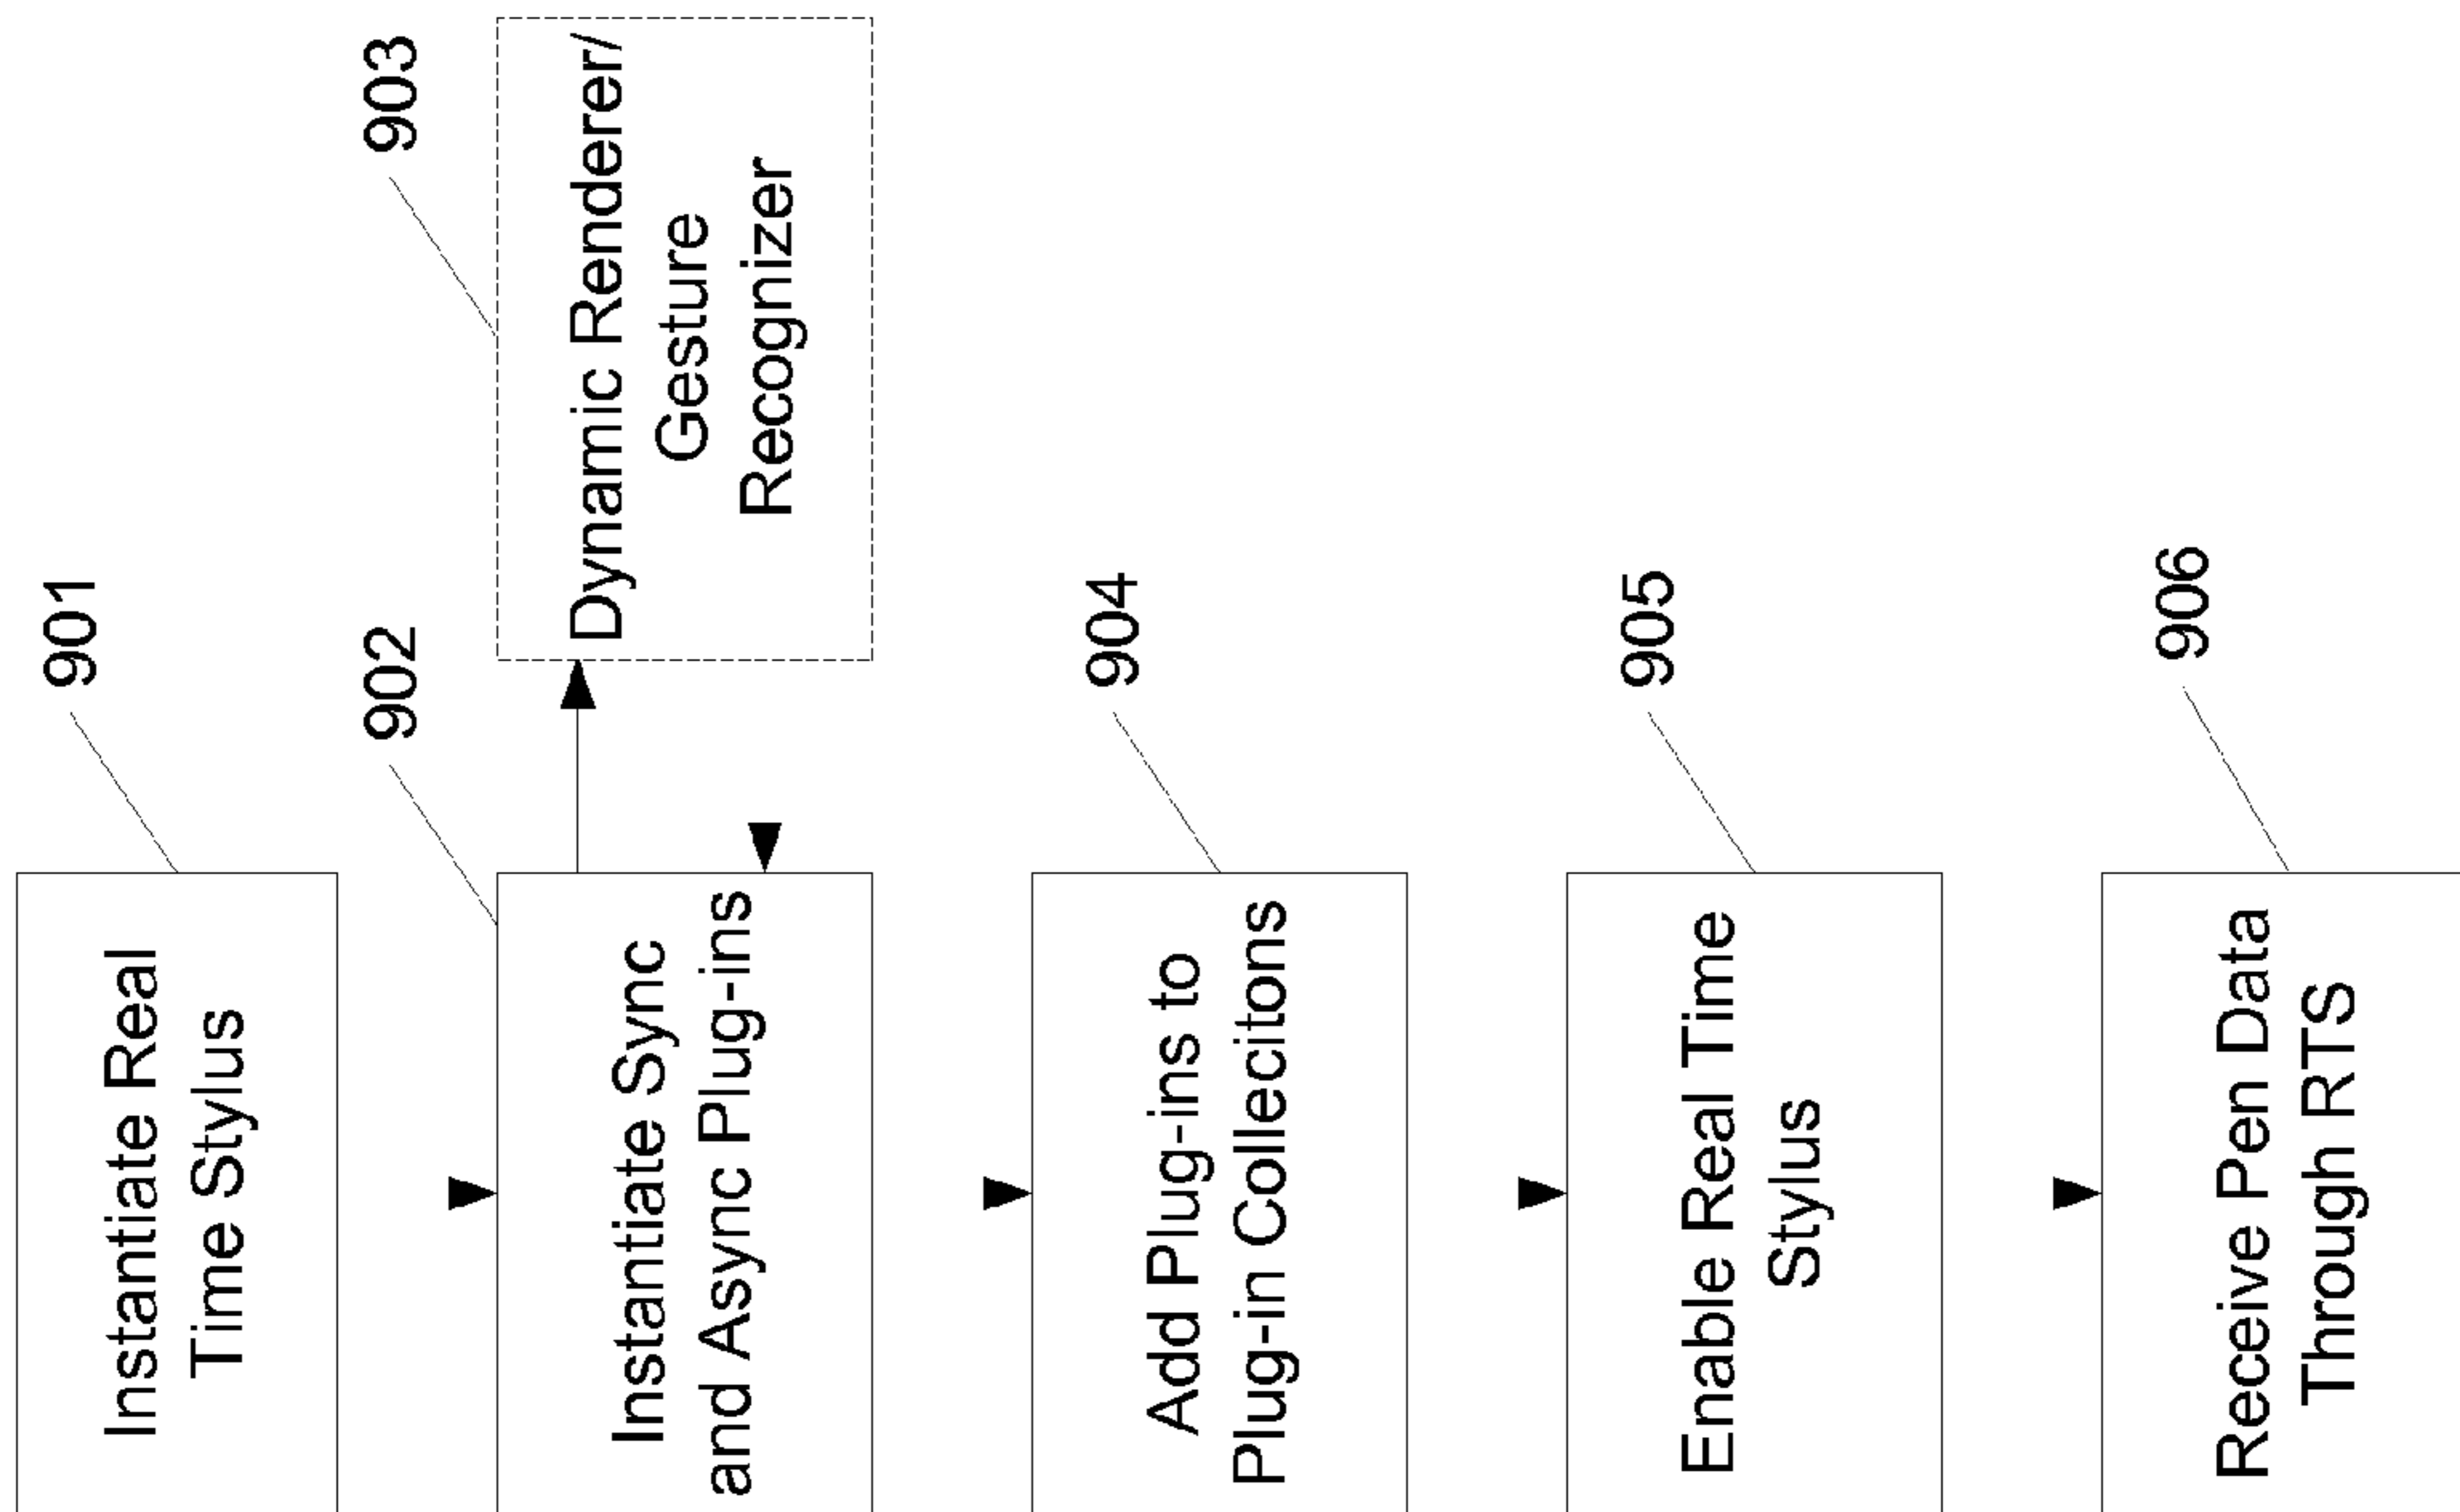 901
Instantiate Real
Time Stylus
902
Instantiate Sync
and Async Plug-ins
903
Dynamic Renderer/
Gesture
Recognizer
904
Add Plug-ins to
Plug-in Collecitons
905
Enable Real Time
Stylus
906
Receive Pen Data
Through RTS